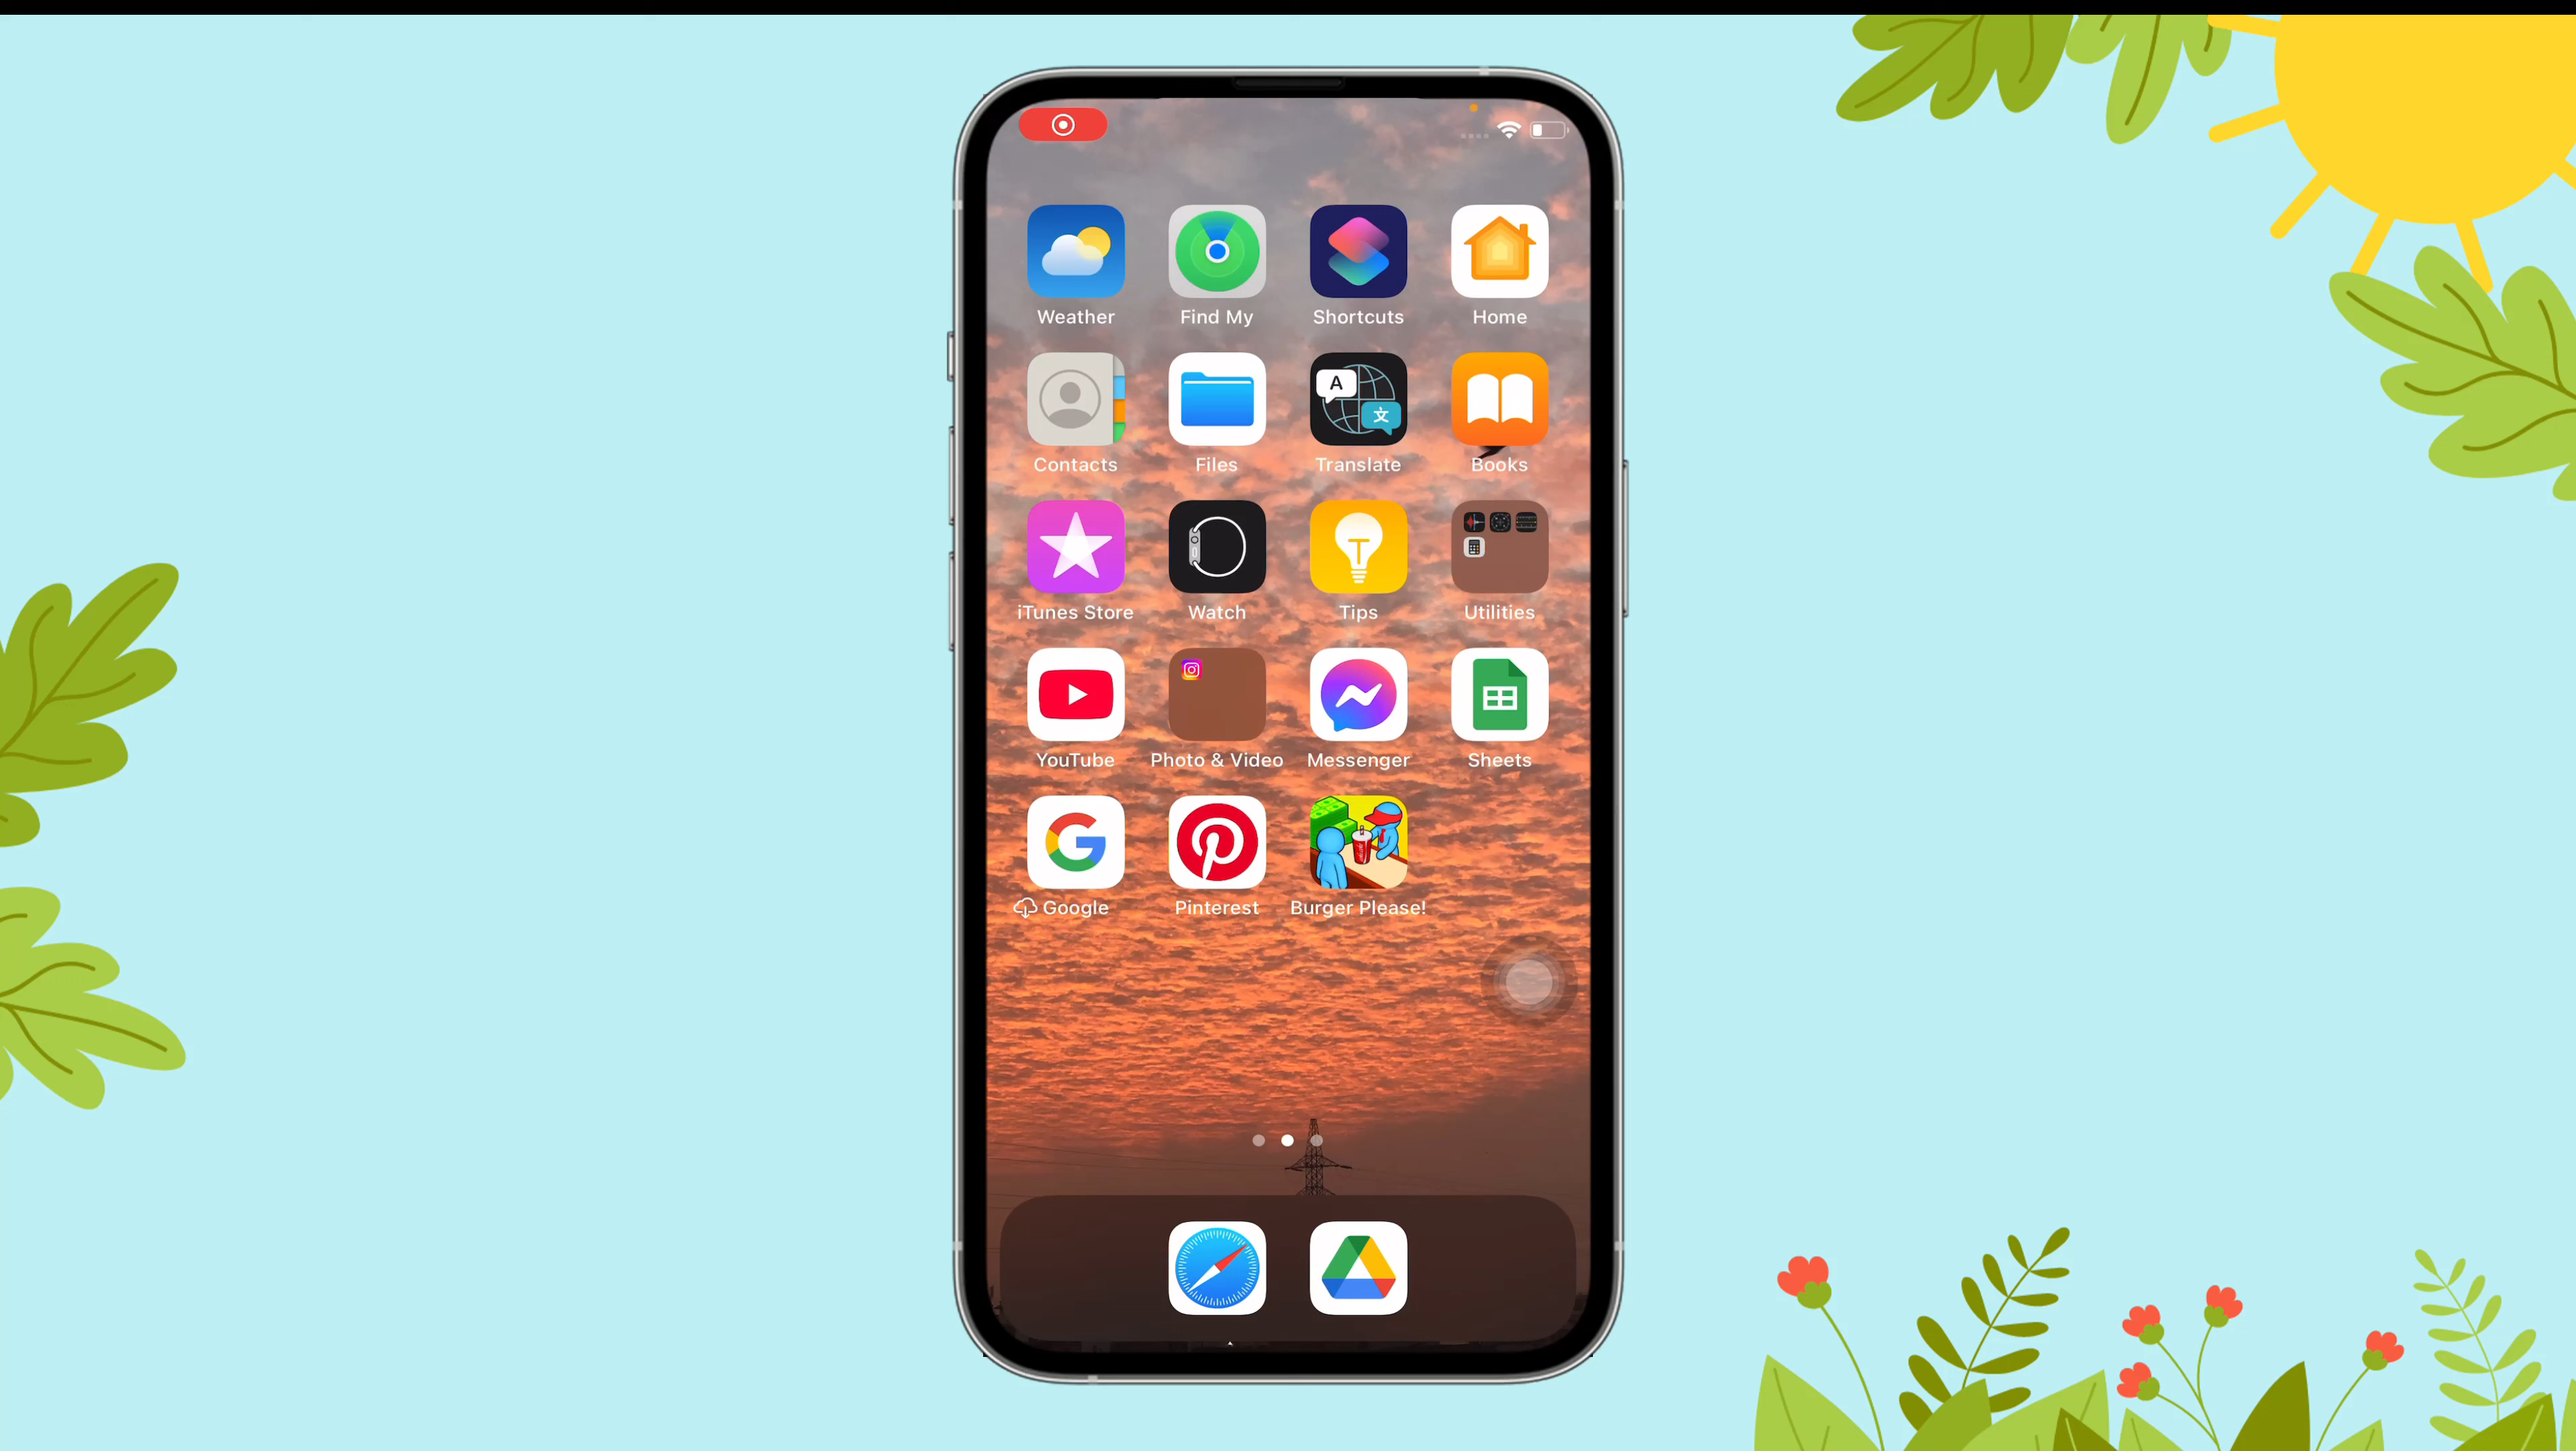 Weather Find My Shortcuts Home
A 文
Contacts Files Translate Books
iTunes Store Watch Tips Utilities
YouTube Photo & Video Messenger Sheets
Google Pinterest Burger Please!